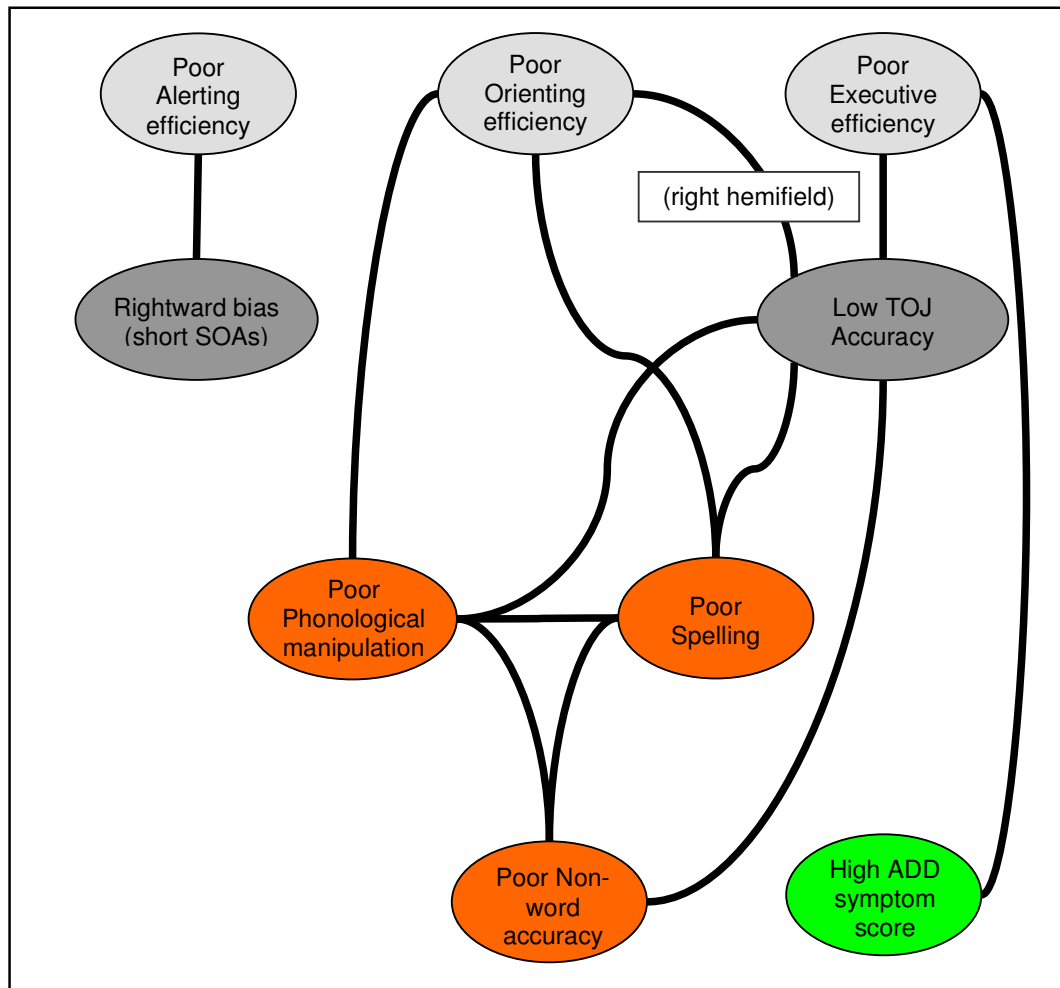 Poor
Alerting
efficiency
Poor
Orienting
efficiency
Poor
Executive
efficiency
(right hemifield)
Rightward bias
(short SOAs)
Low TOJ
Accuracy
Poor
Phonological
manipulation
Poor
Spelling
Poor Non-
word
accuracy
High ADD
symptom
score